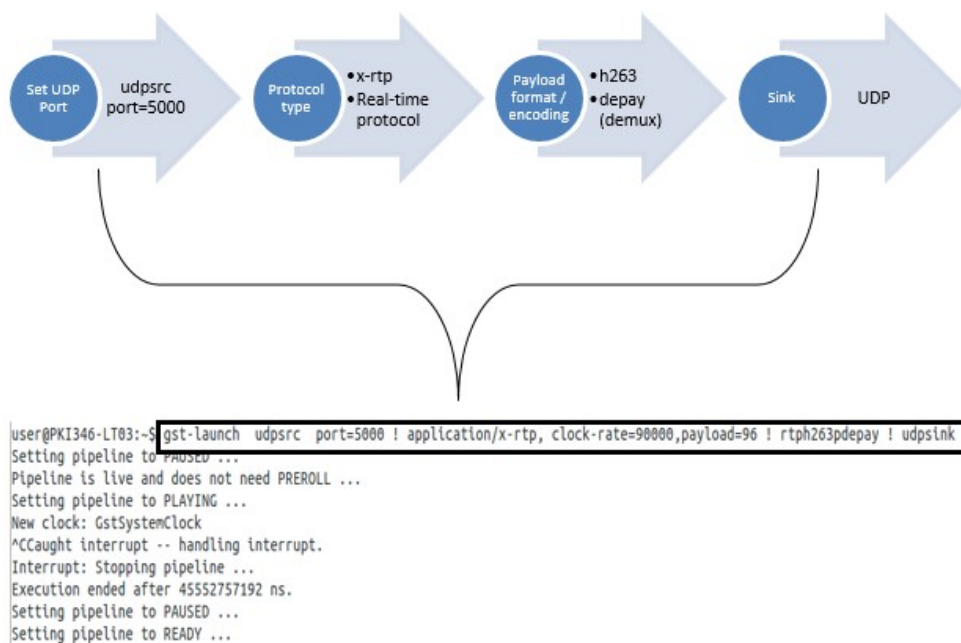 Set UDP
Port
udpsrc
port=5000
Protocol
type
•x-rtp
•Real-time
protocol
Payload
format /
encoding
•h263
•depay
(demux)
Sink
UDP
user@PKI346-LT03:~$ gst-launch  udpsrc  port=5000 ! application/x-rtp, clock-rate=90000,payload=96 ! rtph263pdepay ! udpsink
Setting pipeline to PAUSED ...
Pipeline is live and does not need PREROLL ...
Setting pipeline to PLAYING ...
New clock: GstSystemClock
^CCaught interrupt -- handling interrupt.
Interrupt: Stopping pipeline ...
Execution ended after 45552757192 ns.
Setting pipeline to PAUSED ...
Setting pipeline to READY ...